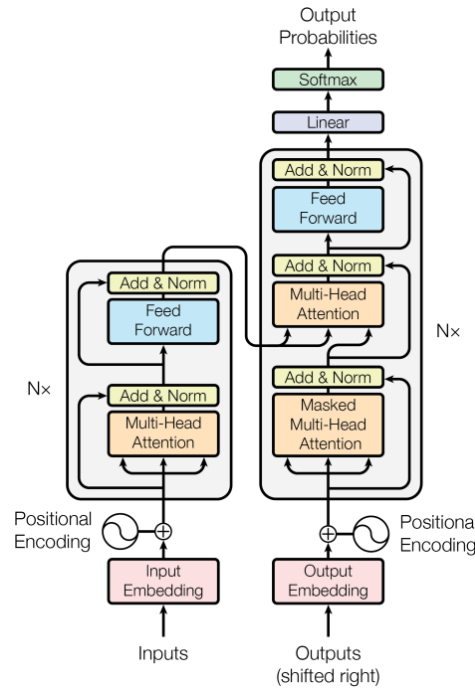 Output
Probabilities
Softmax
Linear
Add & Norm
Feed
Forward
Add & Norm
Multi-Head
Attention
Add & Norm
Masked
Multi-Head
Attention
Nx
Add & Norm
Feed
Forward
Add & Norm
Multi-Head
Attention
Nx
Positional
Encoding
Positional
Encoding
Input
Embedding
Output
Embedding
Inputs
Outputs
(shifted right)